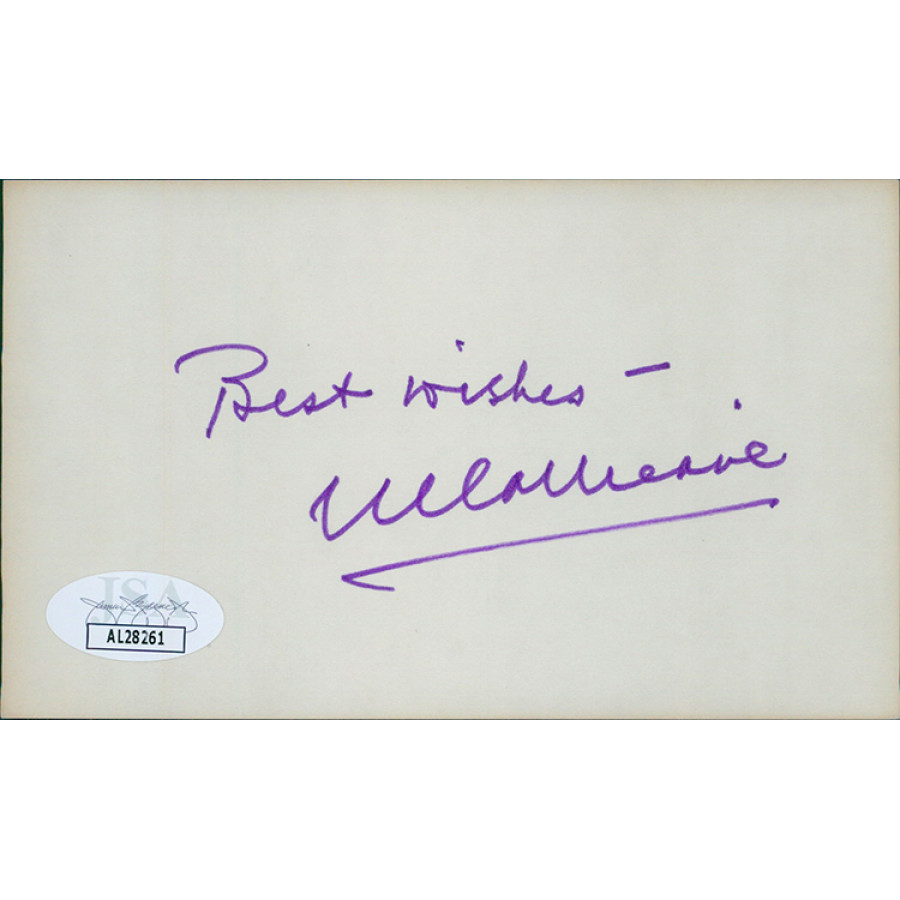 Best wishes –
JSA
AL28261